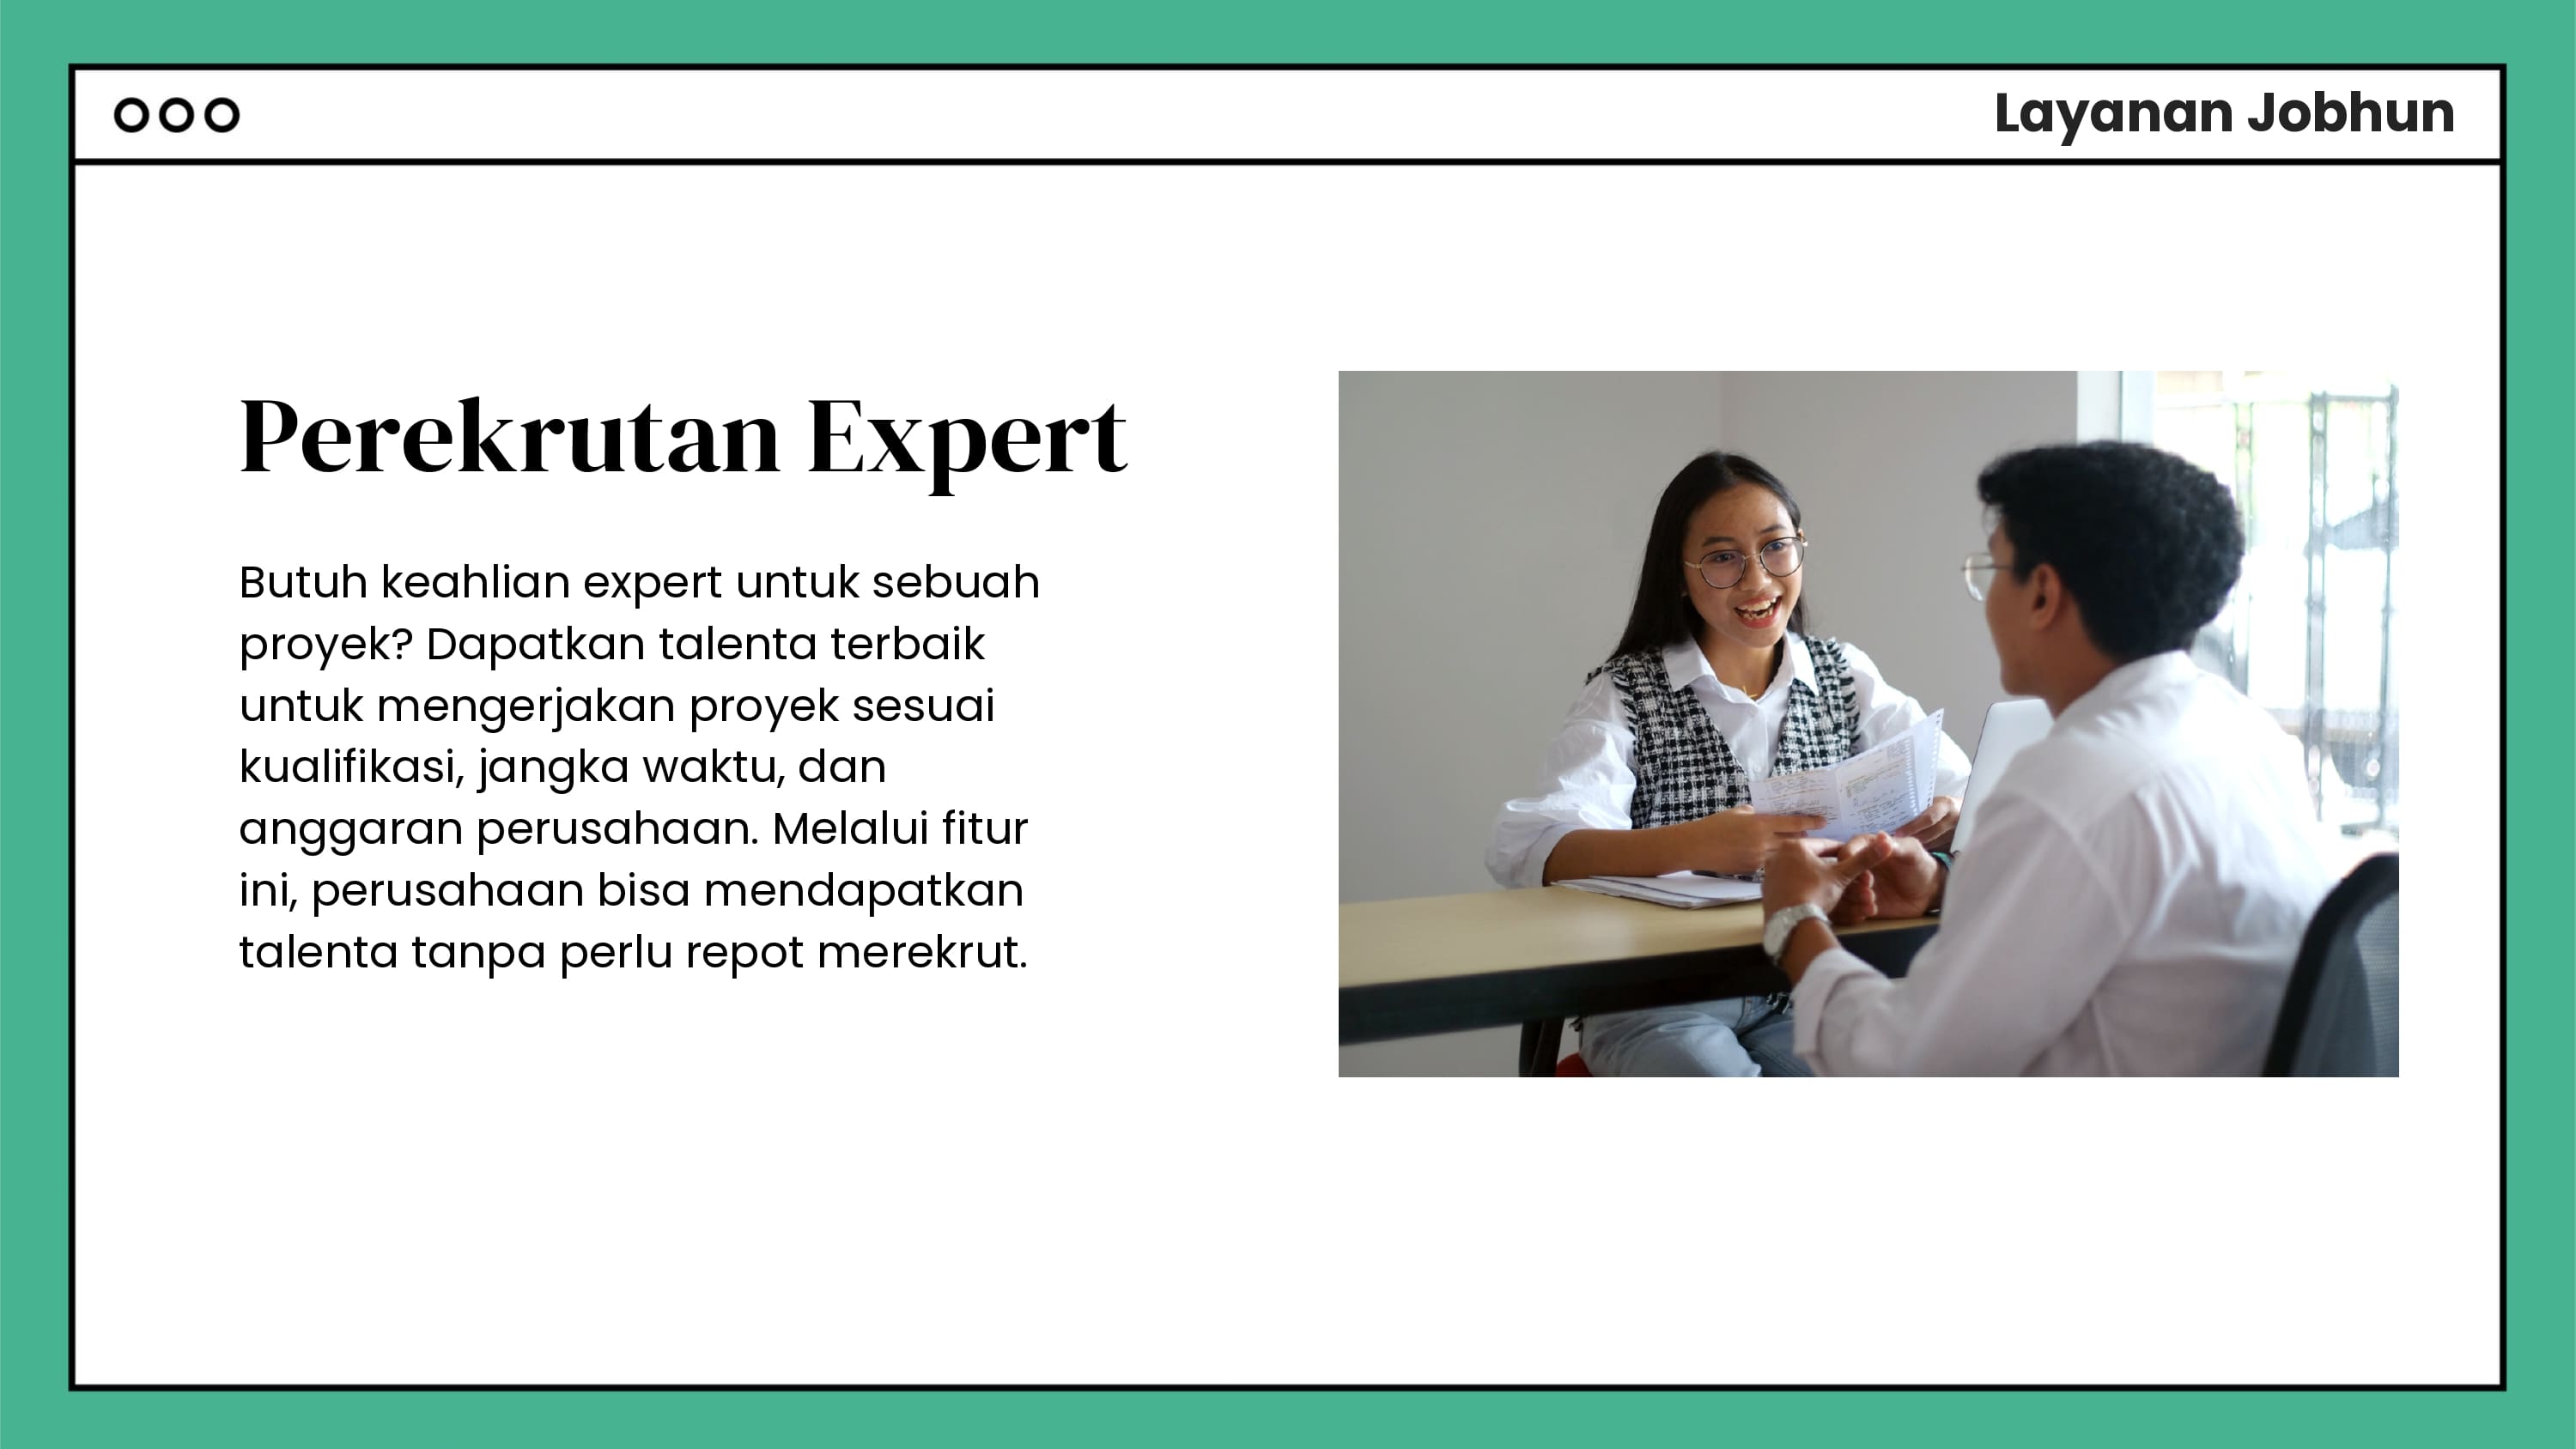 Layanan Jobhun
Perekrutan Expert
Butuh keahlian expert untuk sebuah
proyek? Dapatkan talenta terbaik
untuk mengerjakan proyek sesuai
kualifikasi, jangka waktu, dan
anggaran perusahaan. Melalui fitur
ini, perusahaan bisa mendapatkan
talenta tanpa perlu repot merekrut.